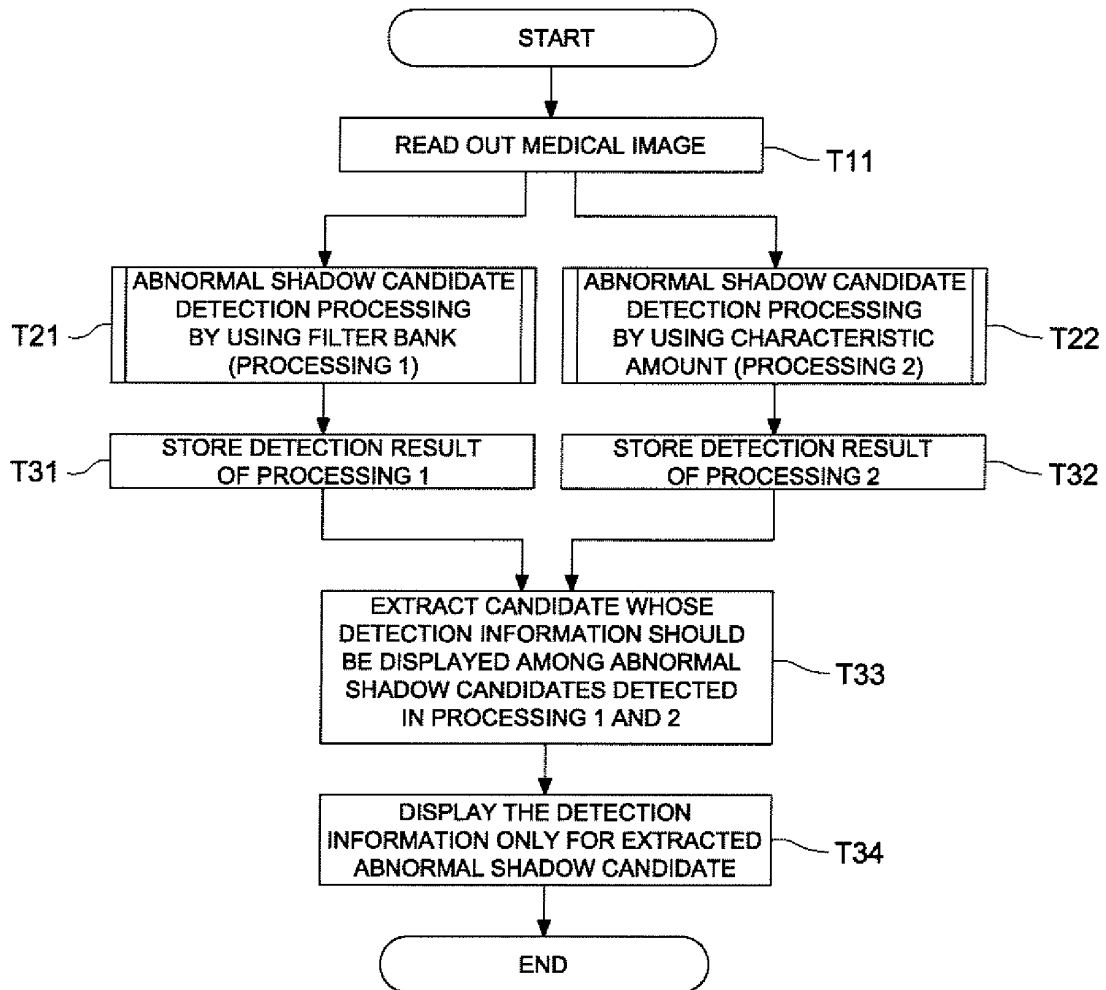 START
READ OUT MEDICAL IMAGE
T11
ABNORMAL SHADOW CANDIDATE
DETECTION PROCESSING
BY USING FILTER BANK
(PROCESSING 1)
T21
ABNORMAL SHADOW CANDIDATE
DETECTION PROCESSING
BY USING CHARACTERISTIC
AMOUNT (PROCESSING 2)
T22
STORE DETECTION RESULT
OF PROCESSING 1
T31
STORE DETECTION RESULT
OF PROCESSING 2
T32
EXTRACT CANDIDATE WHOSE
DETECTION INFORMATION SHOULD
BE DISPLAYED AMONG ABNORMAL
SHADOW CANDIDATES DETECTED
IN PROCESSING 1 AND 2
T33
DISPLAY THE DETECTION
INFORMATION ONLY FOR EXTRACTED
ABNORMAL SHADOW CANDIDATE
T34
END